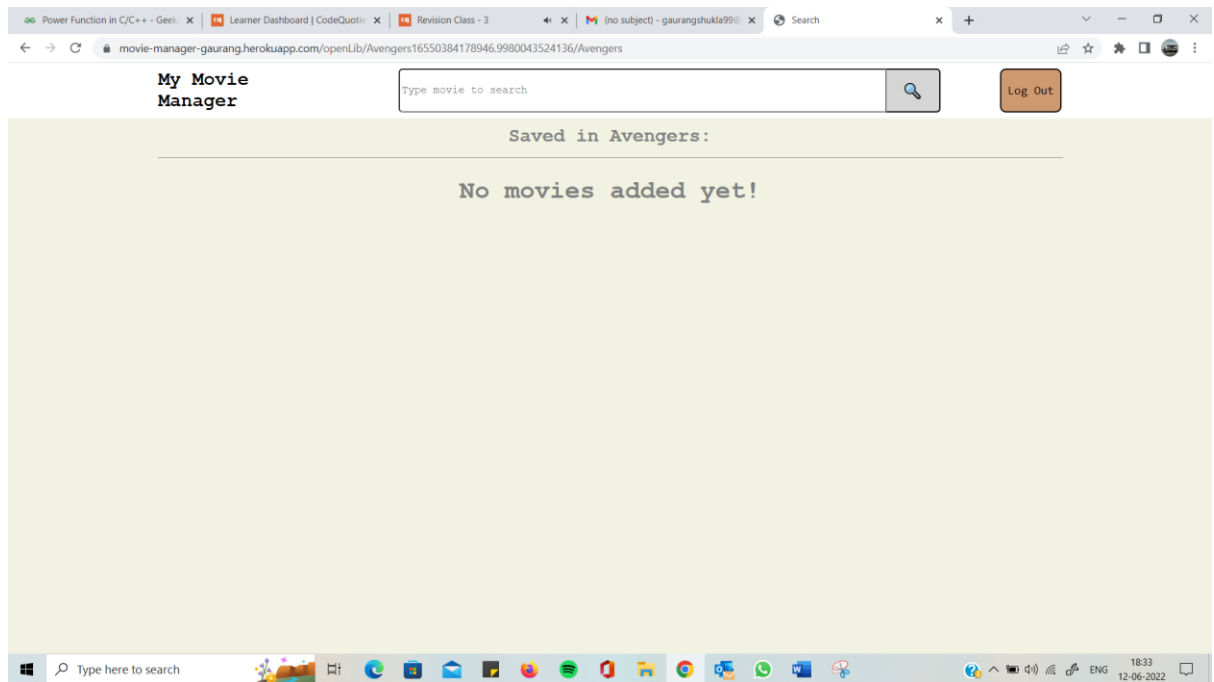 Power Function in C/C++ - Geek
Learner Dashboard | CodeQuotie
Revision Class - 3
(no subject) - gaurangshukla99@
Search
movie-manager-gaurang.herokuapp.com/openLib/Avengers16550384178946.9980043524136/Avengers
My Movie
Manager
Type movie to search
Log Out
Saved in Avengers:
No movies added yet!
Type here to search
ENG
18:33
12-06-2022